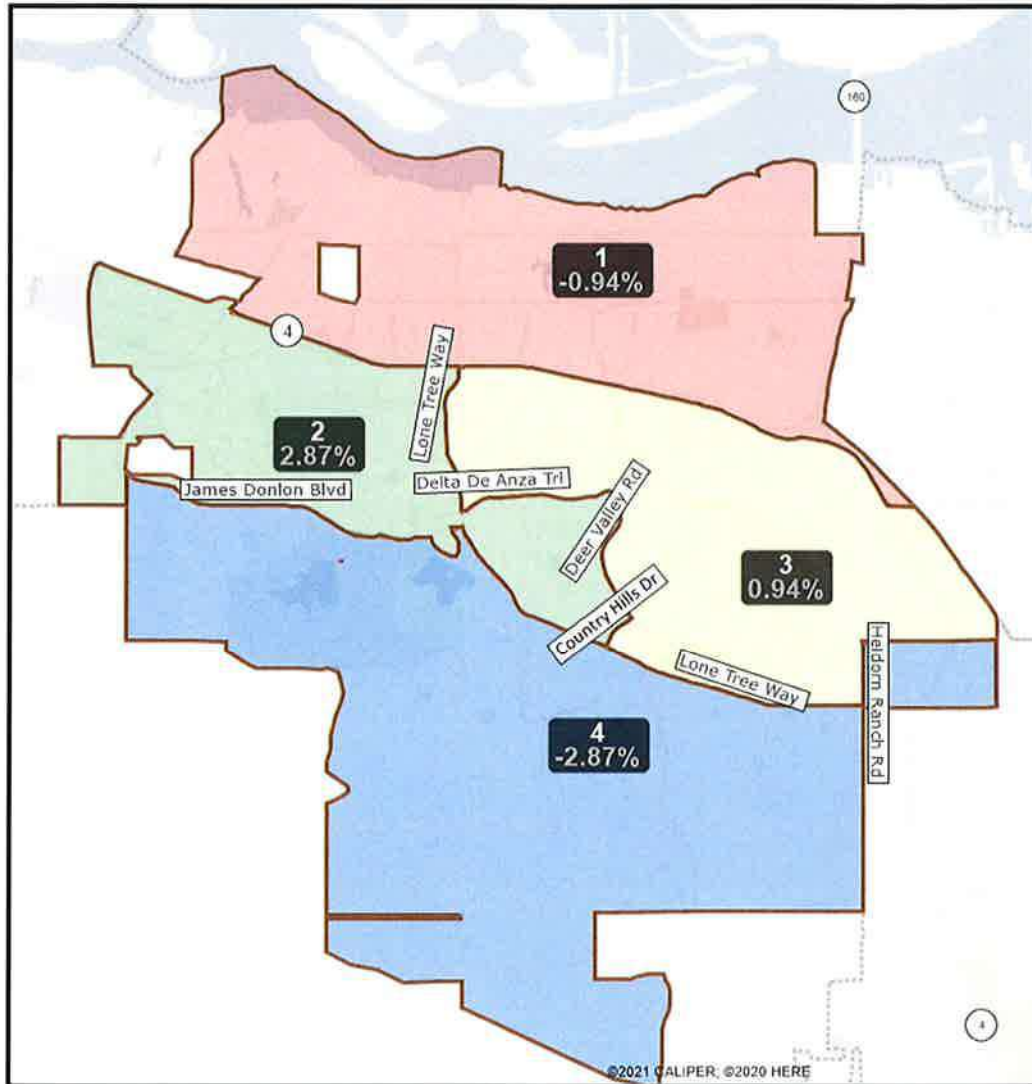 160
1
-0.94%
4
Lone Tree Way
2
2.87%
Delta De Anza Trl
James Donlon Blvd
Deer Valley Rd
3
0.94%
Country Hills Dr
Lone Tree Way
Heidorn Ranch Rd
4
-2.87%
4
©2021 CALIPER; ©2020 HERE